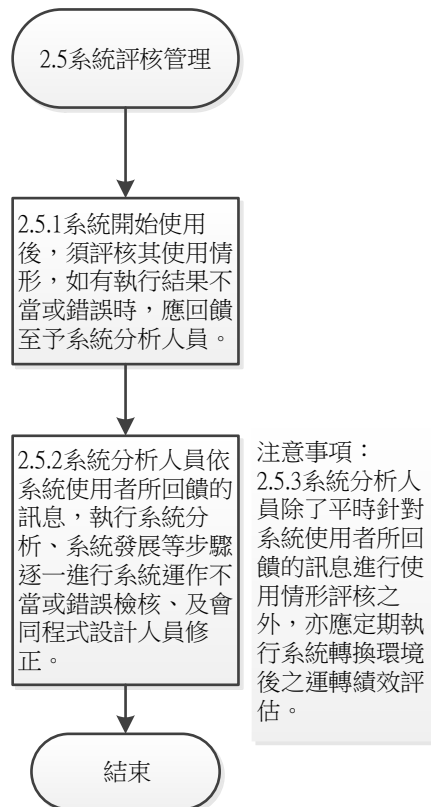 2.5系統評核管理
2.5.1系統開始使用
後，須評核其使用情
形，如有執行結果不
當或錯誤時，應回饋
至予系統分析人員。
2.5.2系統分析人員依
系統使用者所回饋的
訊息，執行系統分
析、系統發展等步驟
逐一進行系統運作不
當或錯誤檢核、及會
同程式設計人員修
正。
注意事項：
2.5.3系統分析人
員除了平時針對
系統使用者所回
饋的訊息進行使
用情形評核之
外，亦應定期執
行系統轉換環境
後之運轉績效評
估。
結束